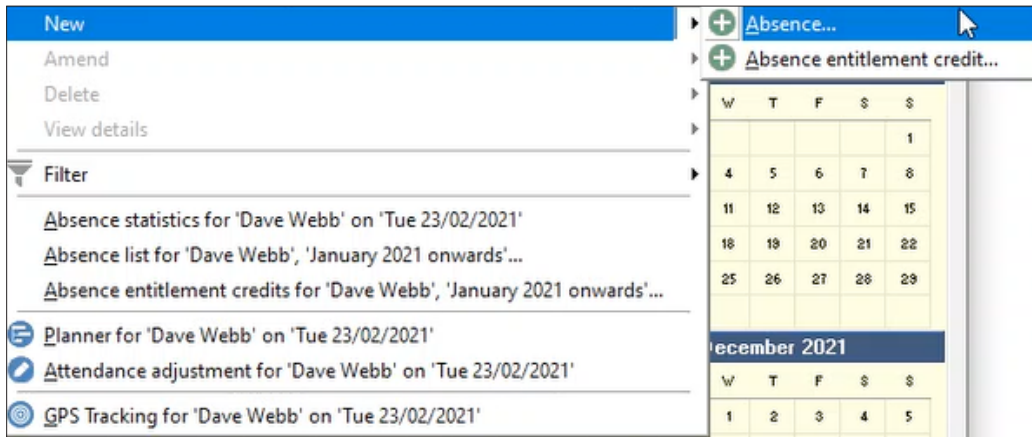 New
Absence...
Absence entitlement credit...
Amend
Delete
View details
Filter
Absence statistics for 'Dave Webb' on 'Tue 23/02/2021'
Absence list for 'Dave Webb', 'January 2021 onwards'...
Absence entitlement credits for 'Dave Webb', 'January 2021 onwards'...
Planner for 'Dave Webb' on 'Tue 23/02/2021'
Attendance adjustment for 'Dave Webb' on 'Tue 23/02/2021'
GPS Tracking for 'Dave Webb' on 'Tue 23/02/2021'
W T F S S
1
4 5 6 7 8
11 12 13 14 15
18 19 20 21 22
25 26 27 28 29
ecember 2021
W T F S S
1 2 3 4 5